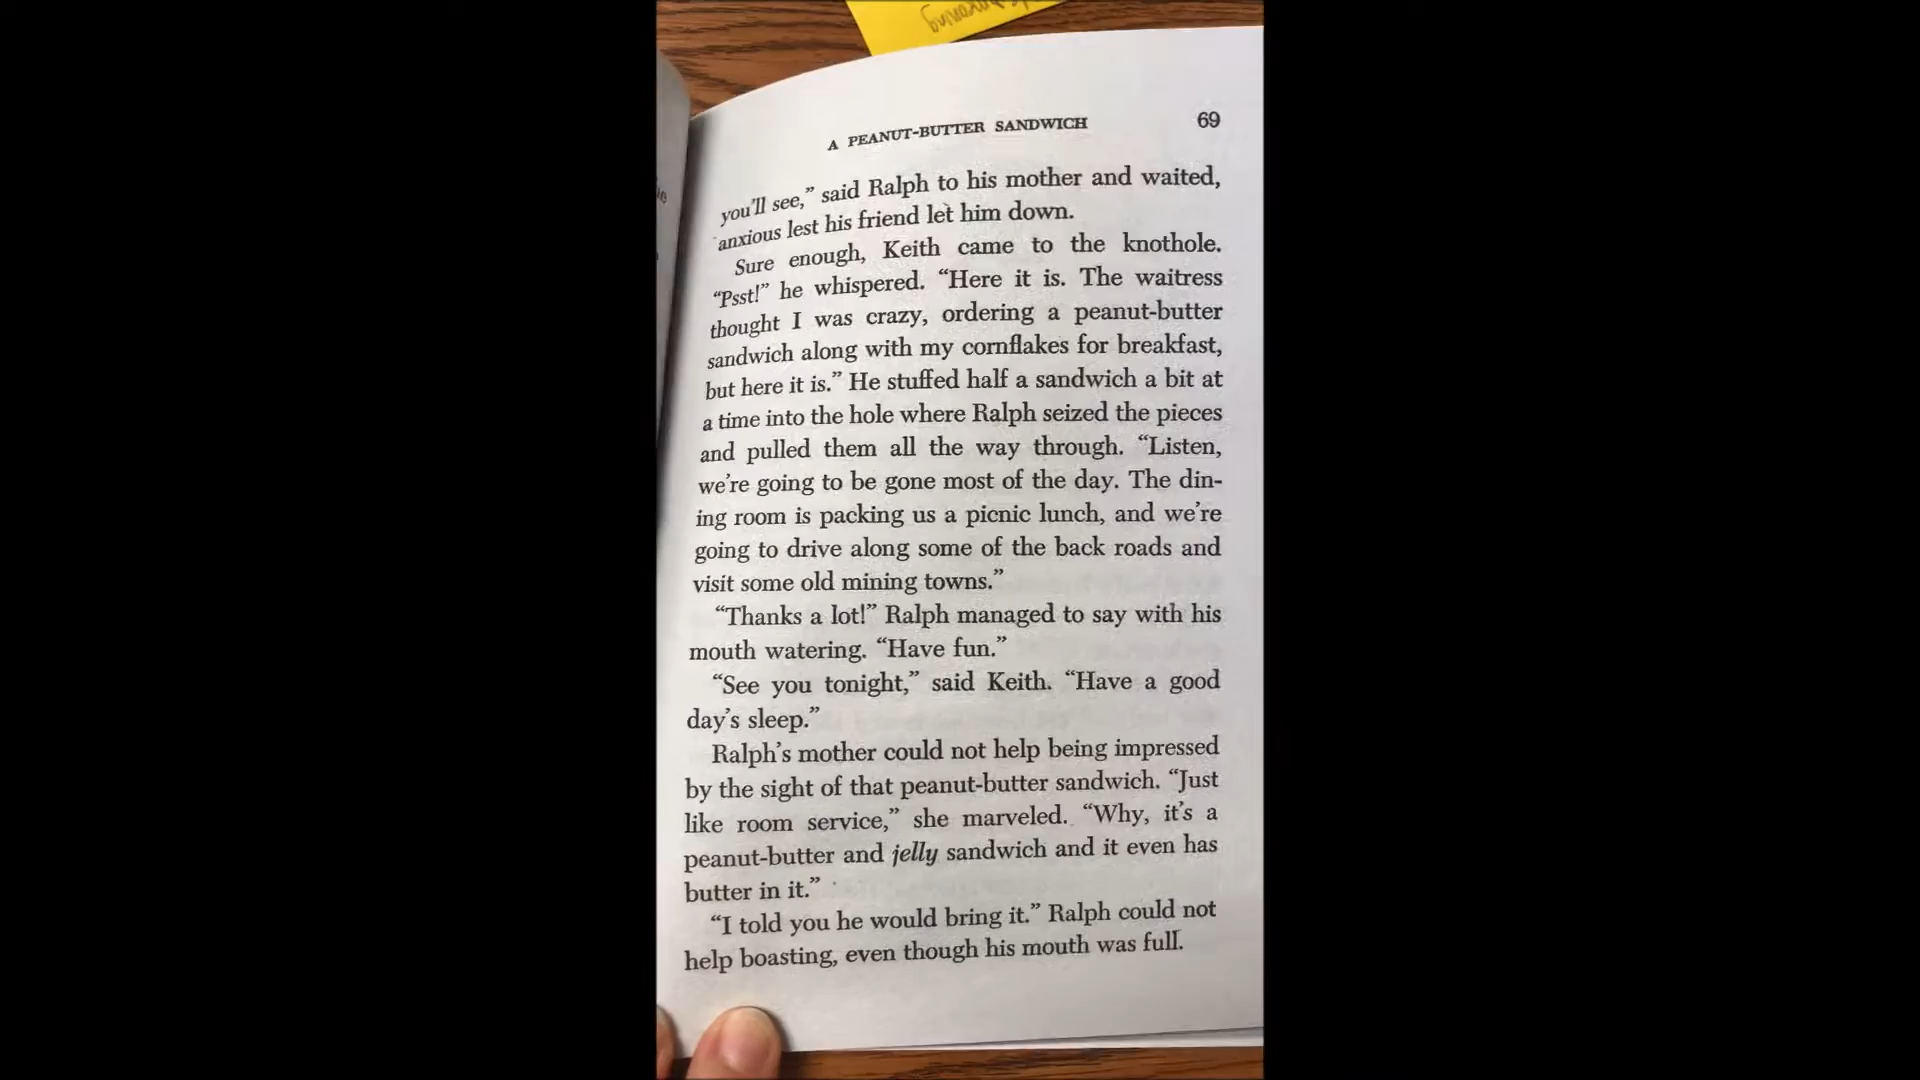 A PEANUT-BUTTER SANDWICH 69
you'll see,” said Ralph to his mother and waited,
anxious lest his friend let him down.
Sure enough, Keith came to the knothole.
“Psst!” he whispered. “Here it is. The waitress
thought I was crazy, ordering a peanut-butter
sandwich along with my cornflakes for breakfast,
but here it is.” He stuffed half a sandwich a bit at
a time into the hole where Ralph seized the pieces
and pulled them all the way through. “Listen,
we're going to be gone most of the day. The din-
ing room is packing us a picnic lunch, and we're
going to drive along some of the back roads and
visit some old mining towns.”
“Thanks a lot!” Ralph managed to say with his
mouth watering. “Have fun.”
“See you tonight,” said Keith. “Have a good
day's sleep.”
Ralph's mother could not help being impressed
by the sight of that peanut-butter sandwich. “Just
like room service,” she marveled. “Why, it's a
peanut-butter and jelly sandwich and it even has
butter in it.”
“I told you he would bring it.” Ralph could not
help boasting, even though his mouth was full.